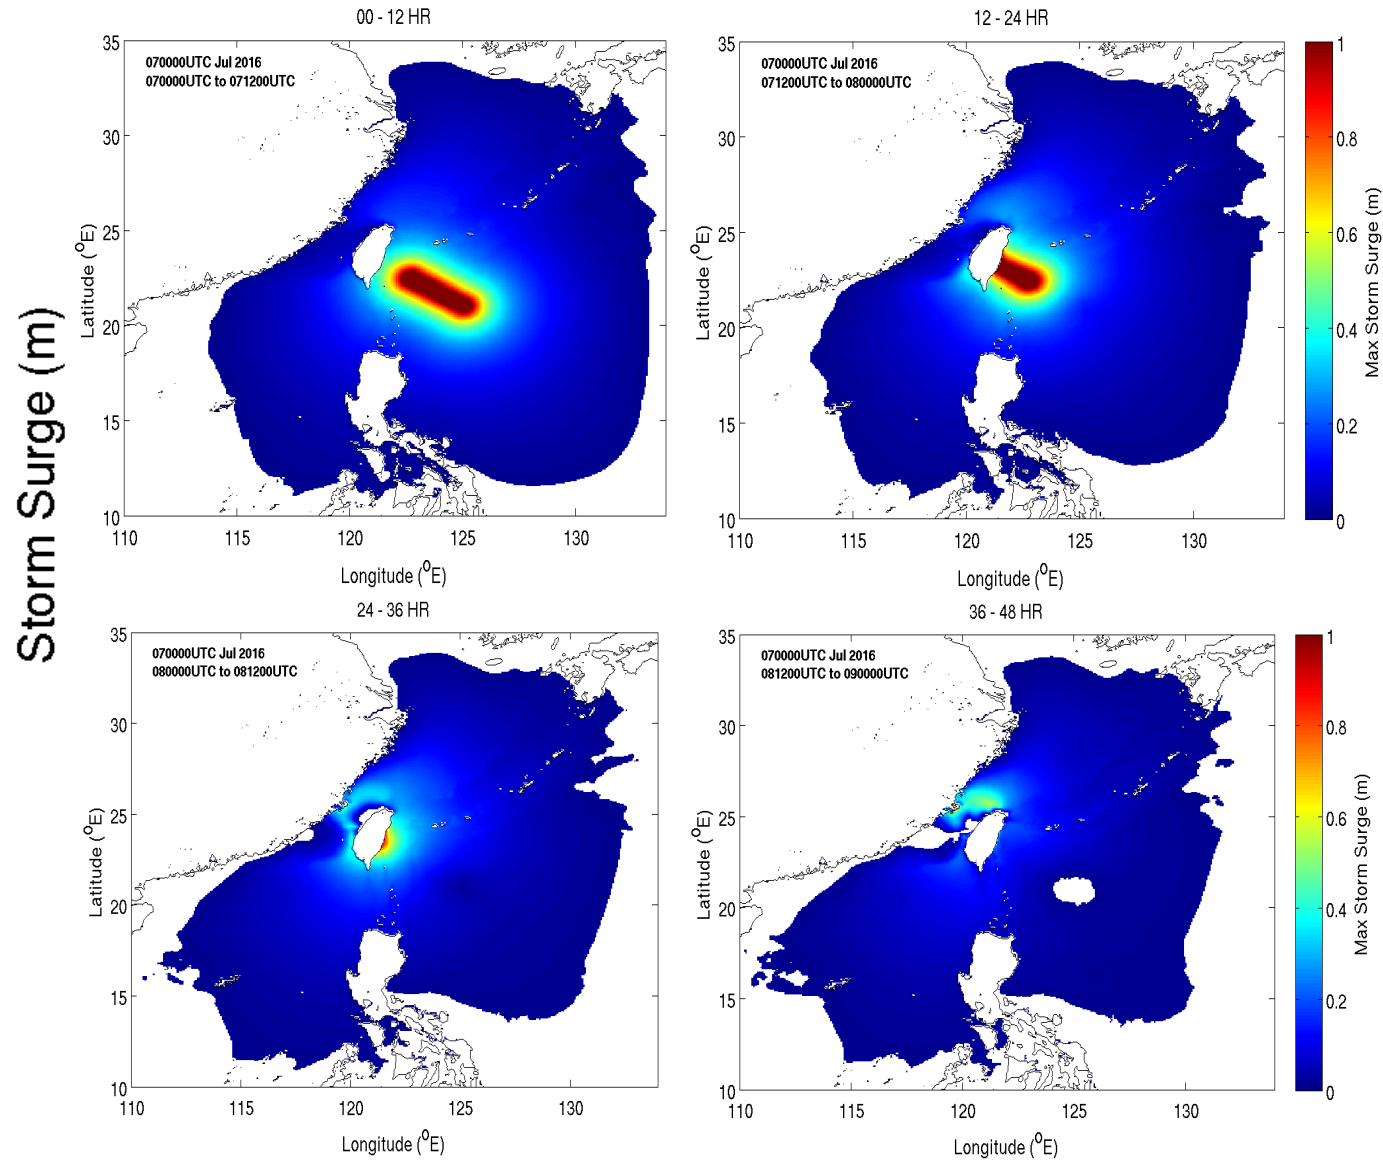 Storm Surge (m)
00 - 12 HR
070000UTC Jul 2016
070000UTC to 071200UTC
35
30
25
20
15
10
Latitude (°E)
110
115
120
125
130
Longitude (°E)
12 - 24 HR
070000UTC Jul 2016
071200UTC to 080000UTC
35
30
25
20
15
10
Latitude (°E)
110
115
120
125
130
Longitude (°E)
1
0.8
0.6
0.4
0.2
0
Max Storm Surge (m)
24 - 36 HR
070000UTC Jul 2016
080000UTC to 081200UTC
35
30
25
20
15
10
Latitude (°E)
110
115
120
125
130
Longitude (°E)
36 - 48 HR
070000UTC Jul 2016
081200UTC to 090000UTC
35
30
25
20
15
10
Latitude (°E)
110
115
120
125
130
Longitude (°E)
1
0.8
0.6
0.4
0.2
0
Max Storm Surge (m)